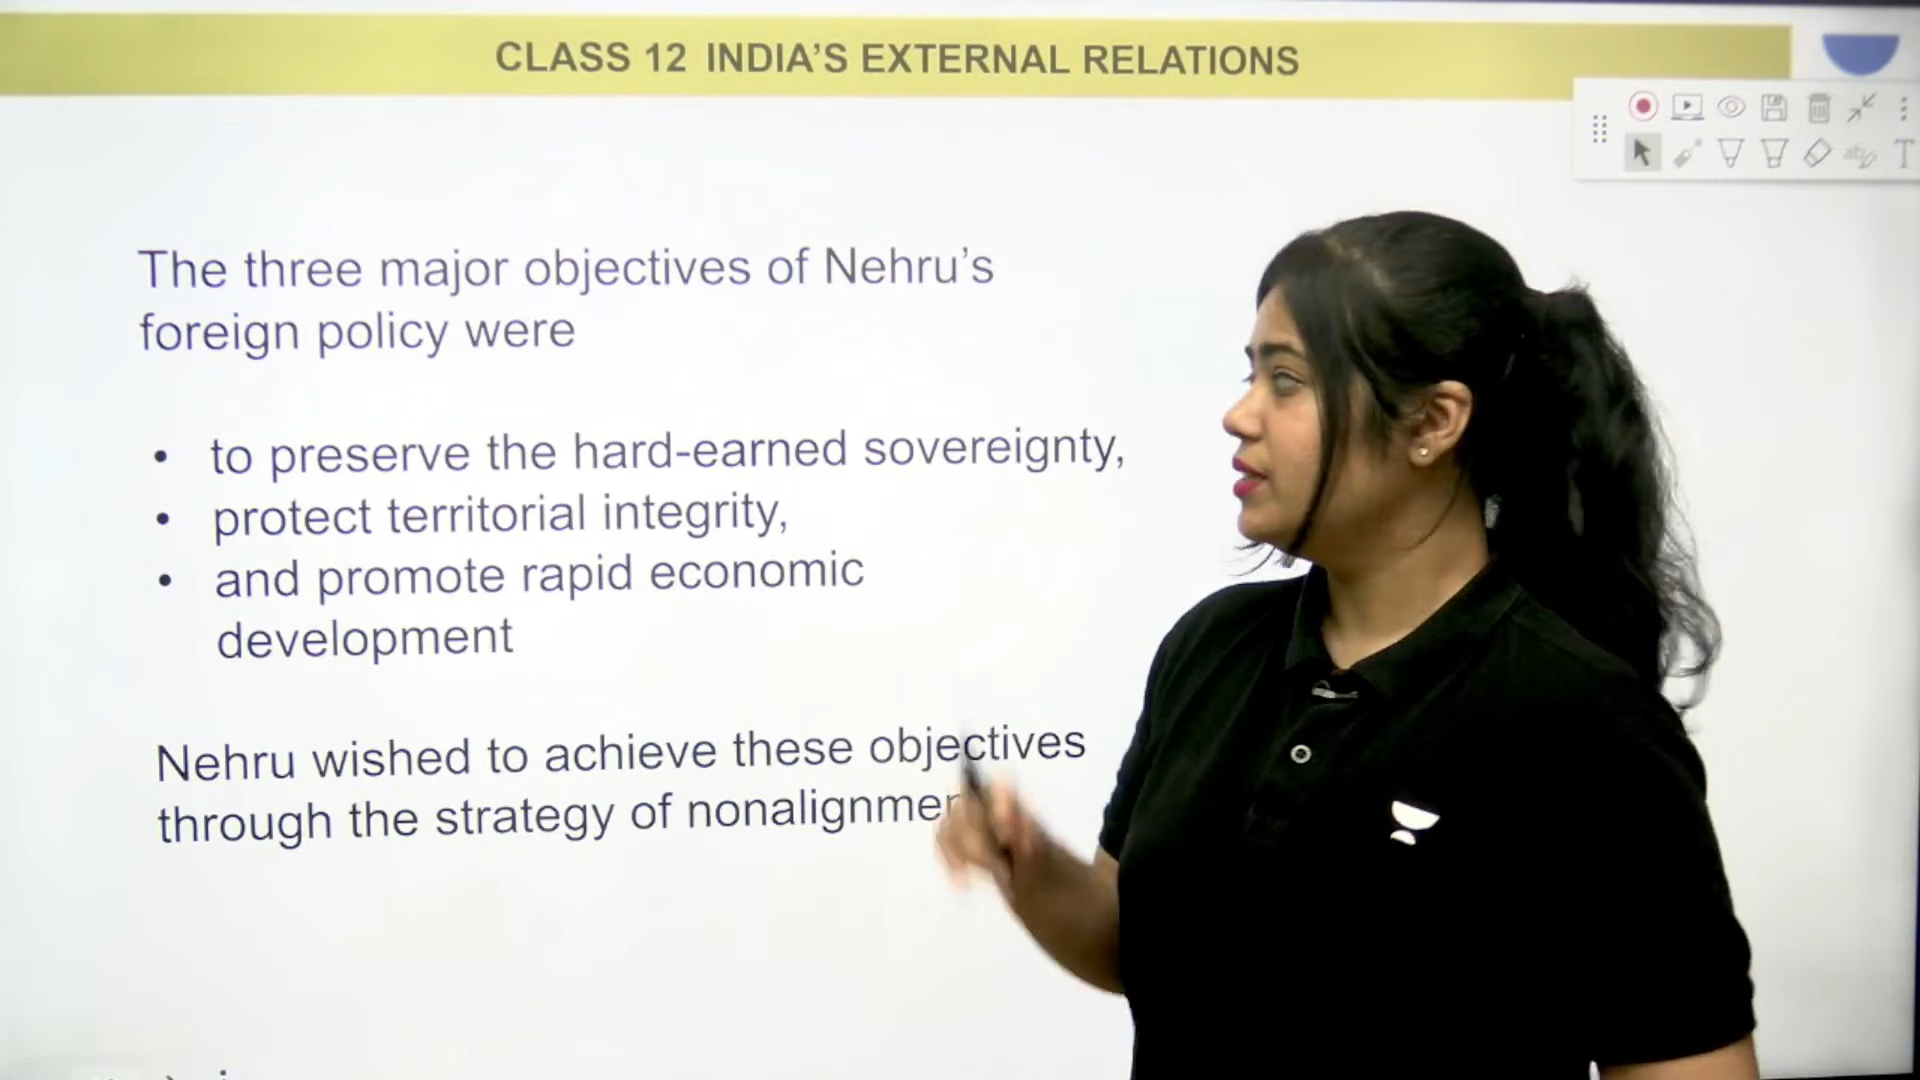 CLASS 12 INDIA'S EXTERNAL RELATIONS
The three major objectives of Nehru's
foreign policy were
• to preserve the hard-earned sovereignty,
• protect territorial integrity,
• and promote rapid economic
development
Nehru wished to achieve these objectives
through the strategy of